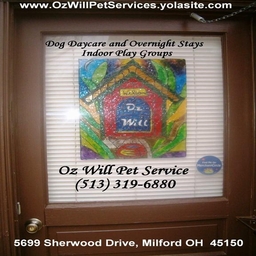 www.OzWillPetServices.yolasite.com
Dog Daycare and Overnight Stays
Indoor Play Groups
Oz
Will
Oz Will Pet Service
(513) 319-6880
5699 Sherwood Drive, Milford OH 45150